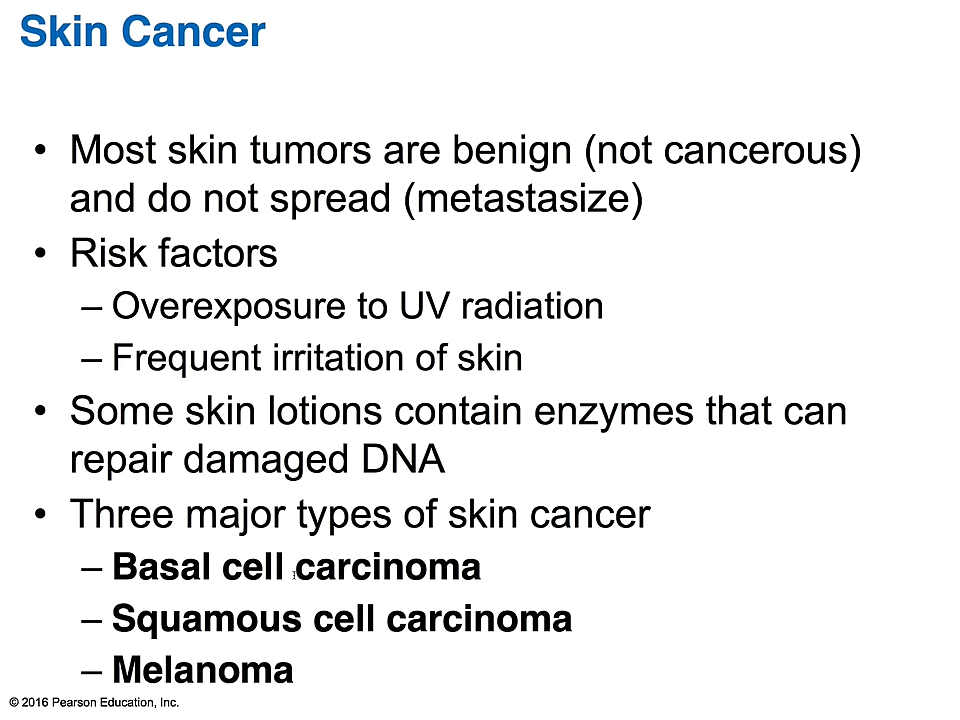 Skin Cancer
• Most skin tumors are benign (not cancerous)
and do not spread (metastasize)
• Risk factors
– Overexposure to UV radiation
– Frequent irritation of skin
• Some skin lotions contain enzymes that can
repair damaged DNA
• Three major types of skin cancer
– Basal cell carcinoma
– Squamous cell carcinoma
– Melanoma
© 2016 Pearson Education, Inc.